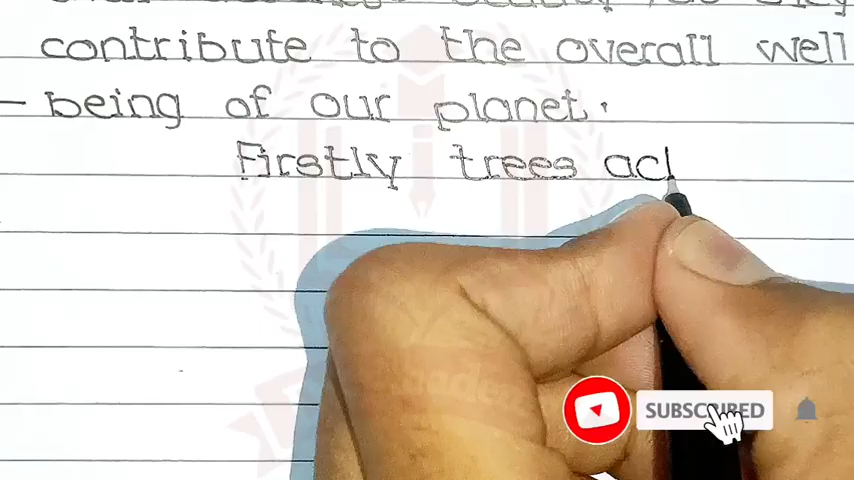 contribute to the overall well
- being of our planet.
Firstly trees ac
SUBSCRIBED